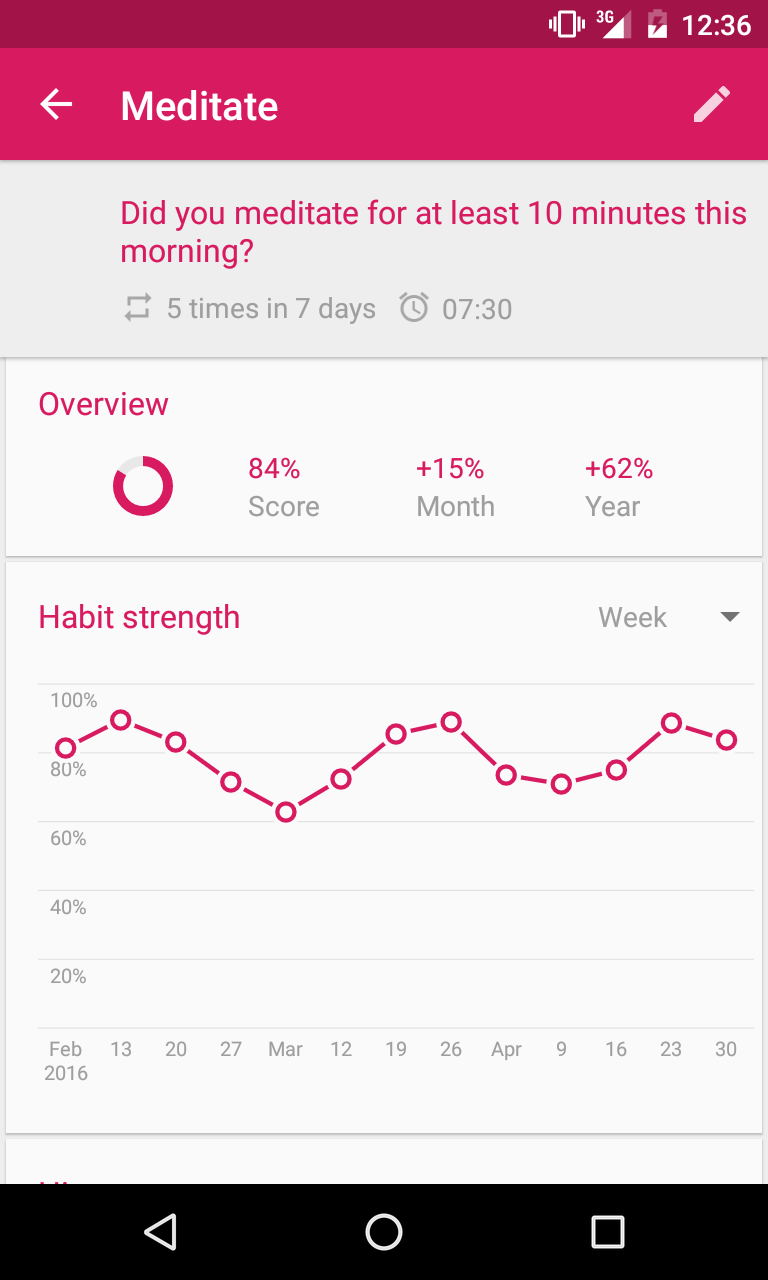 3G 12:36
Meditate
Did you meditate for at least 10 minutes this
morning?
5 times in 7 days 07:30
Overview
84% +15% +62%
Score Month Year
Habit strength Week
100%
80%
60%
40%
20%
Feb 13 20 27 Mar 12 19 26 Apr 9 16 23 30
2016